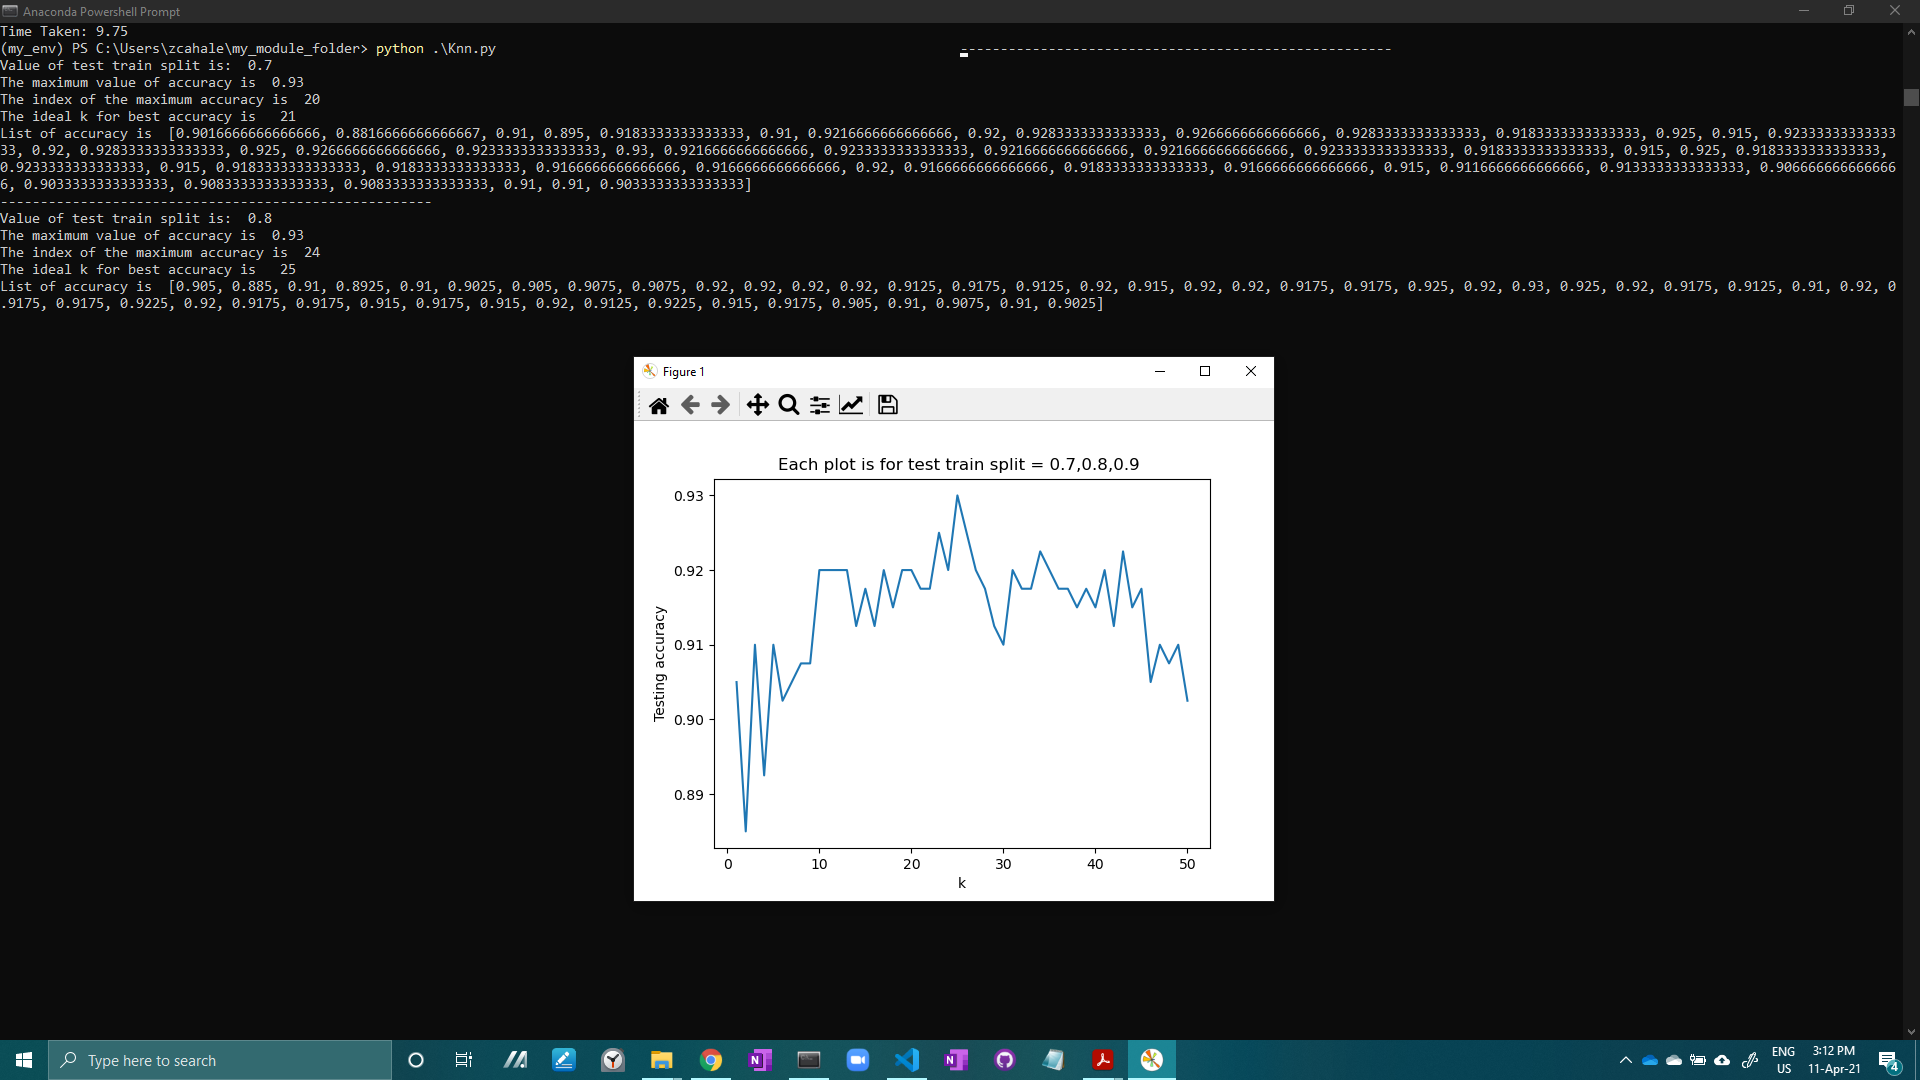 Anaconda Powershell Prompt
Time Taken: 9.75
(my_env) PS C:\Users\zcahale\my_module_folder> python .\Knn.py ------------------------------------------------------
Value of test train split is:  0.7
The maximum value of accuracy is  0.93
The index of the maximum accuracy is  20
The ideal k for best accuracy is   21
List of accuracy is  [0.9016666666666666, 0.8816666666666667, 0.91, 0.895, 0.9183333333333333, 0.91, 0.9216666666666666, 0.92, 0.9283333333333333, 0.9266666666666666, 0.9283333333333333, 0.9183333333333333, 0.925, 0.915, 0.92333333333333
33, 0.92, 0.9283333333333333, 0.925, 0.9266666666666666, 0.9233333333333333, 0.93, 0.9216666666666666, 0.9233333333333333, 0.9216666666666666, 0.9216666666666666, 0.9233333333333333, 0.9183333333333333, 0.915, 0.925, 0.9183333333333333,
0.9233333333333333, 0.915, 0.9183333333333333, 0.9183333333333333, 0.9166666666666666, 0.9166666666666666, 0.92, 0.9166666666666666, 0.9183333333333333, 0.9166666666666666, 0.915, 0.9116666666666666, 0.9133333333333333, 0.906666666666666
6, 0.9033333333333333, 0.9083333333333333, 0.9083333333333333, 0.91, 0.91, 0.9033333333333333]
------------------------------------------------------
Value of test train split is:  0.8
The maximum value of accuracy is  0.93
The index of the maximum accuracy is  24
The ideal k for best accuracy is   25
List of accuracy is  [0.905, 0.885, 0.91, 0.8925, 0.91, 0.9025, 0.905, 0.9075, 0.9075, 0.92, 0.92, 0.92, 0.92, 0.9125, 0.9175, 0.9125, 0.92, 0.915, 0.92, 0.92, 0.9175, 0.9175, 0.925, 0.92, 0.93, 0.925, 0.92, 0.9175, 0.9125, 0.91, 0.92, 0
.9175, 0.9175, 0.9225, 0.92, 0.9175, 0.9175, 0.915, 0.9175, 0.915, 0.92, 0.9125, 0.9225, 0.915, 0.9175, 0.905, 0.91, 0.9075, 0.91, 0.9025]
Figure 1
Each plot is for test train split = 0.7,0.8,0.9
0.93
0.92
0.91
0.90
0.89
Testing accuracy
0 10 20 30 40 50
k
Type here to search
ENG
US
3:12 PM
11-Apr-21
4